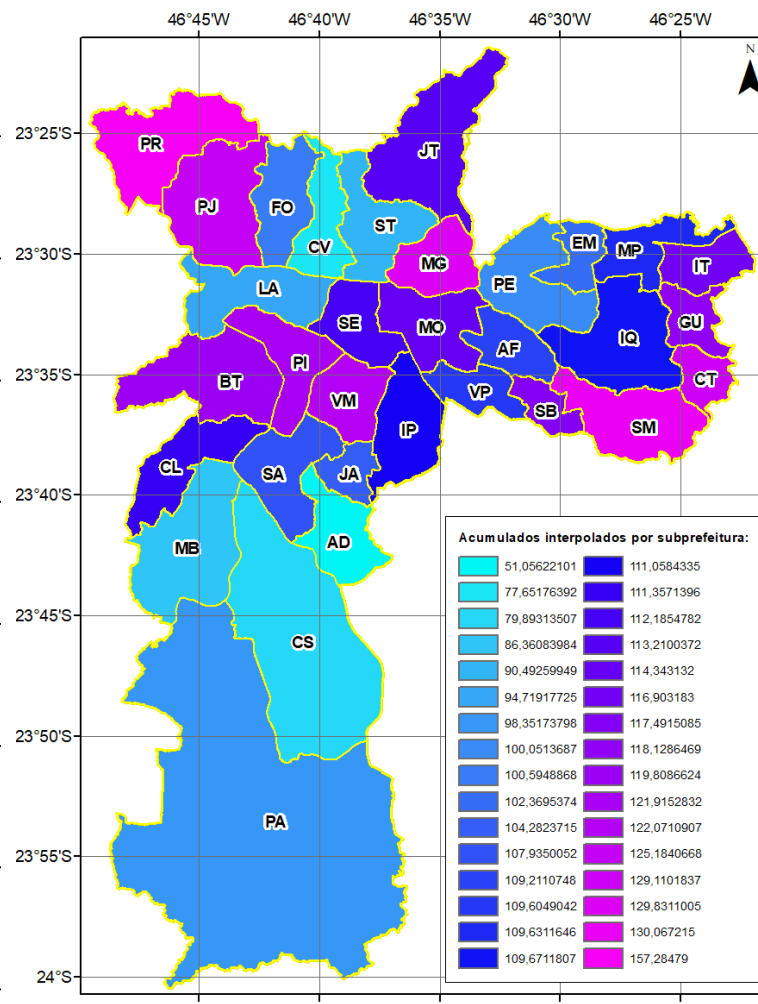 46°45'W 46°40'W 46°35'W 46°30'W 46°25'W
N
23°25'S
PR
JT
PJ
FO
ST
CV
23°30'S
EM
MP
MG
IT
PE
LA
SE
MO
GU
IQ
AF
PI
23°35'S
BT
CT
VP
VM
SB
IP
SM
CL
SA
JA
23°40'S
AD
MB
Acumulados interpolados por subprefeitura:
51,05622101 111,0584335
77,65176392 111,3571396
79,89313507 112,1854782
86,36083984 113,2100372
90,49259949 114,343132
94,71917725 116,903183
98,35173798 117,4915085
100,0513687 118,1286469
100,5948868 119,8086624
102,3695374 121,9152832
104,2823715 122,0710907
107,9350052 125,1840668
109,2110748 129,1101837
109,6049042 129,8311005
109,6311646 130,067215
109,6711807 157,28479
23°45'S
CS
23°50'S
PA
23°55'S
24°S